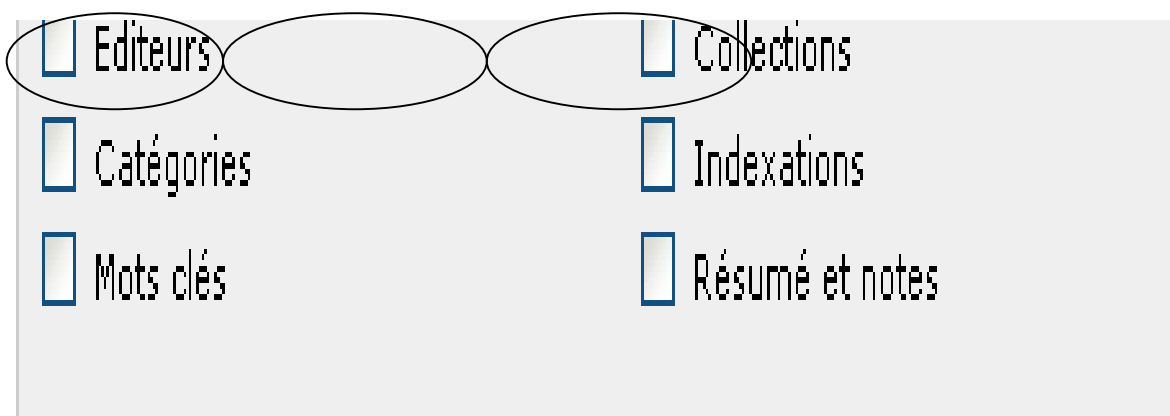 Editeurs Collections
Catégories Indexations
Mots clés Résumé et notes